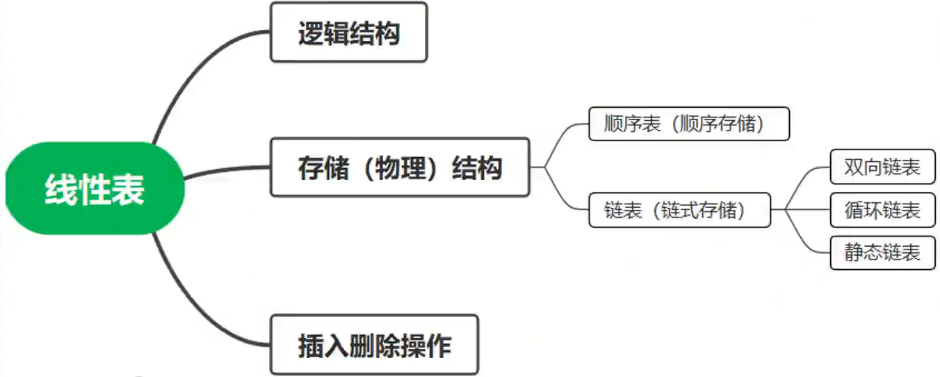 线性表
逻辑结构
存储（物理）结构
顺序表（顺序存储）
链表（链式存储）
双向链表
循环链表
静态链表
插入删除操作